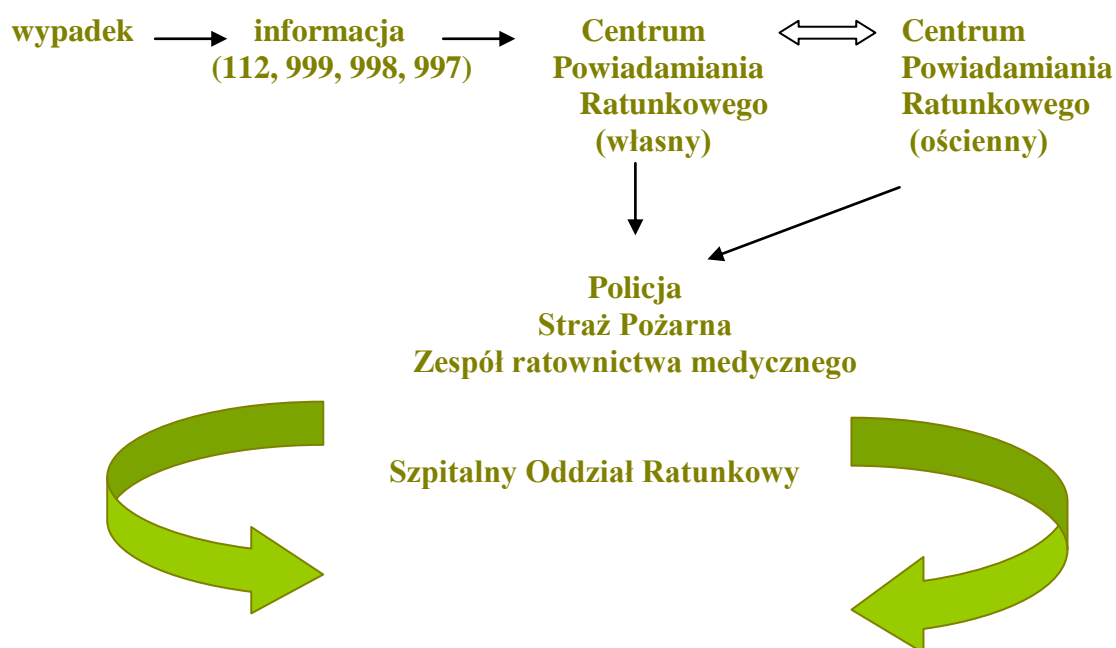 wypadek
informacja
(112, 999, 998, 997)
Centrum
Powiadamiania
Ratunkowego
(własny)
Centrum
Powiadamiania
Ratunkowego
(ościenny)
Policja
Straż Pożarna
Zespół ratownictwa medycznego
Szpitalny Oddział Ratunkowy